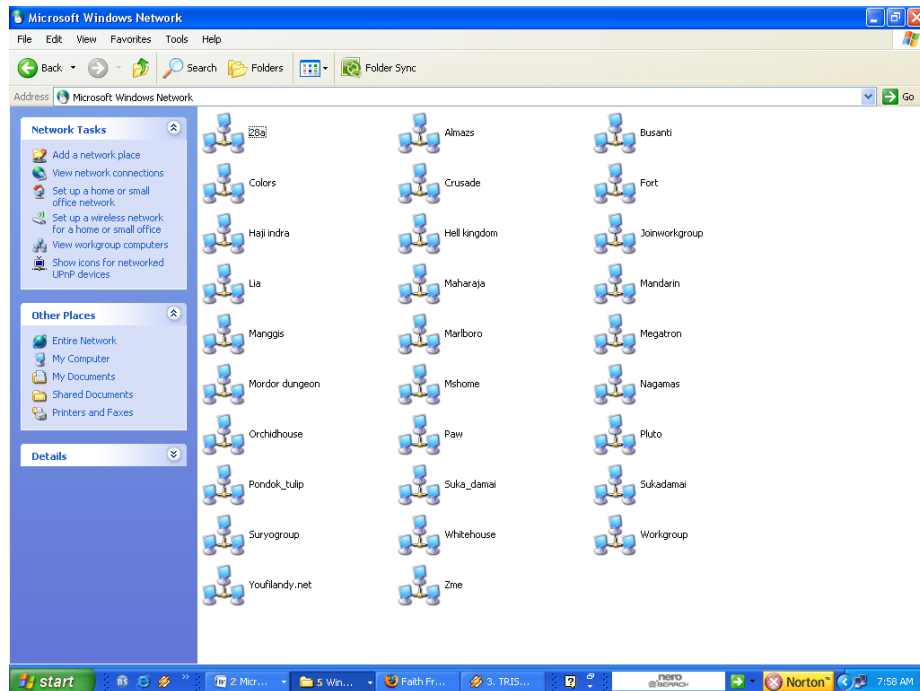 Microsoft Windows Network
File Edit View Favorites Tools Help
Back Search Folders Folder Sync
Address Microsoft Windows Network Go
Network Tasks
Add a network place
View network connections
Set up a home or small
office network
Set up a wireless network
for a home or small office
View workgroup computers
Show icons for networked
UPnP devices
Other Places
Entire Network
My Computer
My Documents
Shared Documents
Printers and Faxes
Details
28a Almazs Busanti
Colors Crusade Fort
Haji indra Hell kingdom Joinworkgroup
Lia Maharaja Mandarin
Manggis Marlboro Megatron
Mordor dungeon Mshome Nagamas
Orchidhouse Paw Pluto
Pondok_tulip Suka_damai Sukadamai
Suryogroup Whitehouse Workgroup
Youfilandy.net Zme
start BS » 2 Micr... 5 Win... Faith Fr... 3. TRIS... ? nero SEARCH Norton™ 7:58 AM